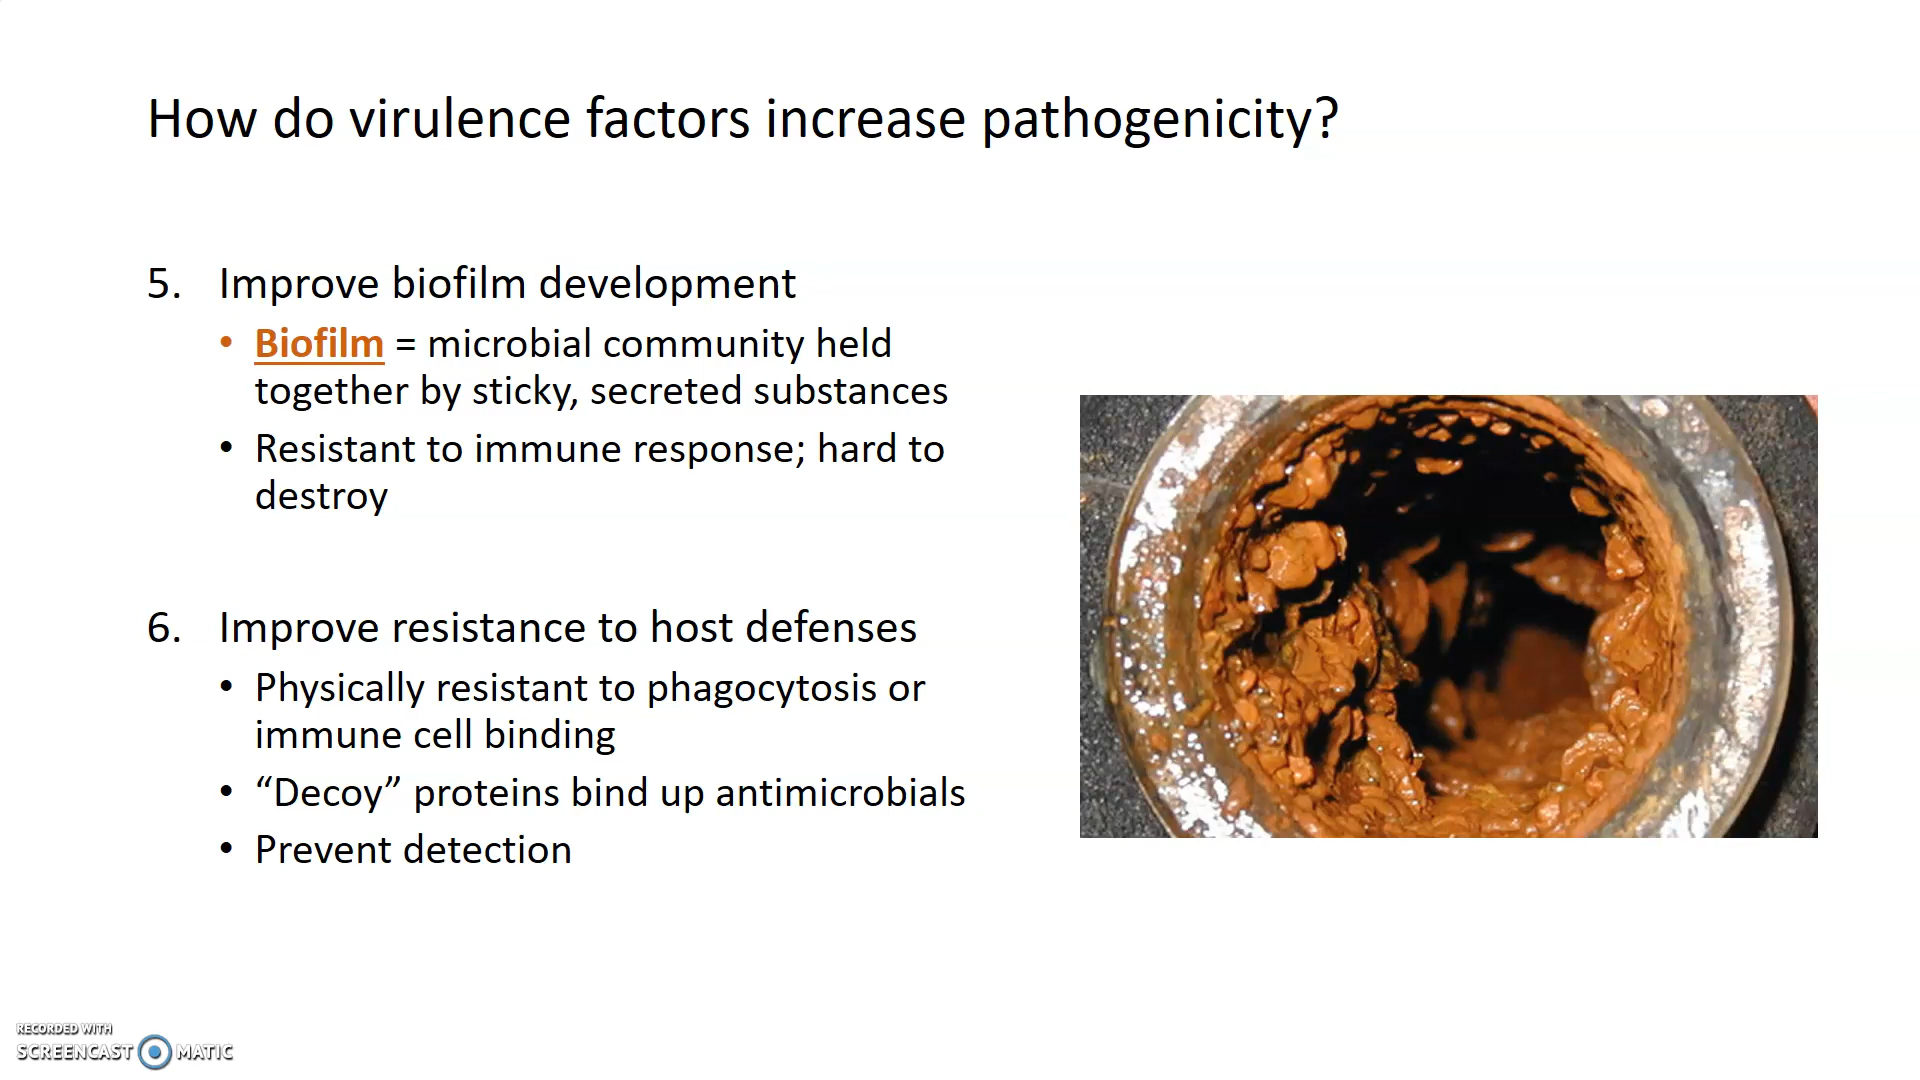 How do virulence factors increase pathogenicity?
5. Improve biofilm development
• Biofilm = microbial community held
together by sticky, secreted substances
• Resistant to immune response; hard to
destroy
6. Improve resistance to host defenses
• Physically resistant to phagocytosis or
immune cell binding
• “Decoy” proteins bind up antimicrobials
• Prevent detection
RECORDED WITH
SCREENCAST MATIC